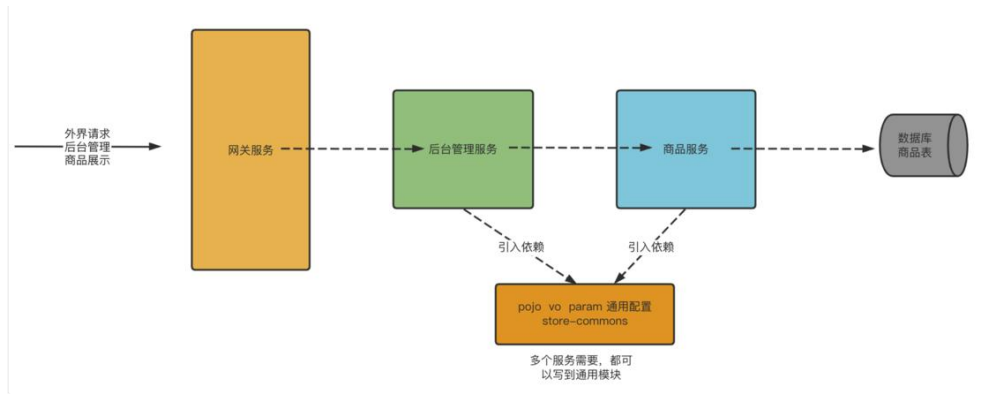 外界请求
后台管理
商品展示
网关服务
后台管理服务
商品服务
数据库
商品表
引入依赖
引入依赖
pojo vo param 通用配置
store-commons
多个服务需要，都可
以写到通用模块